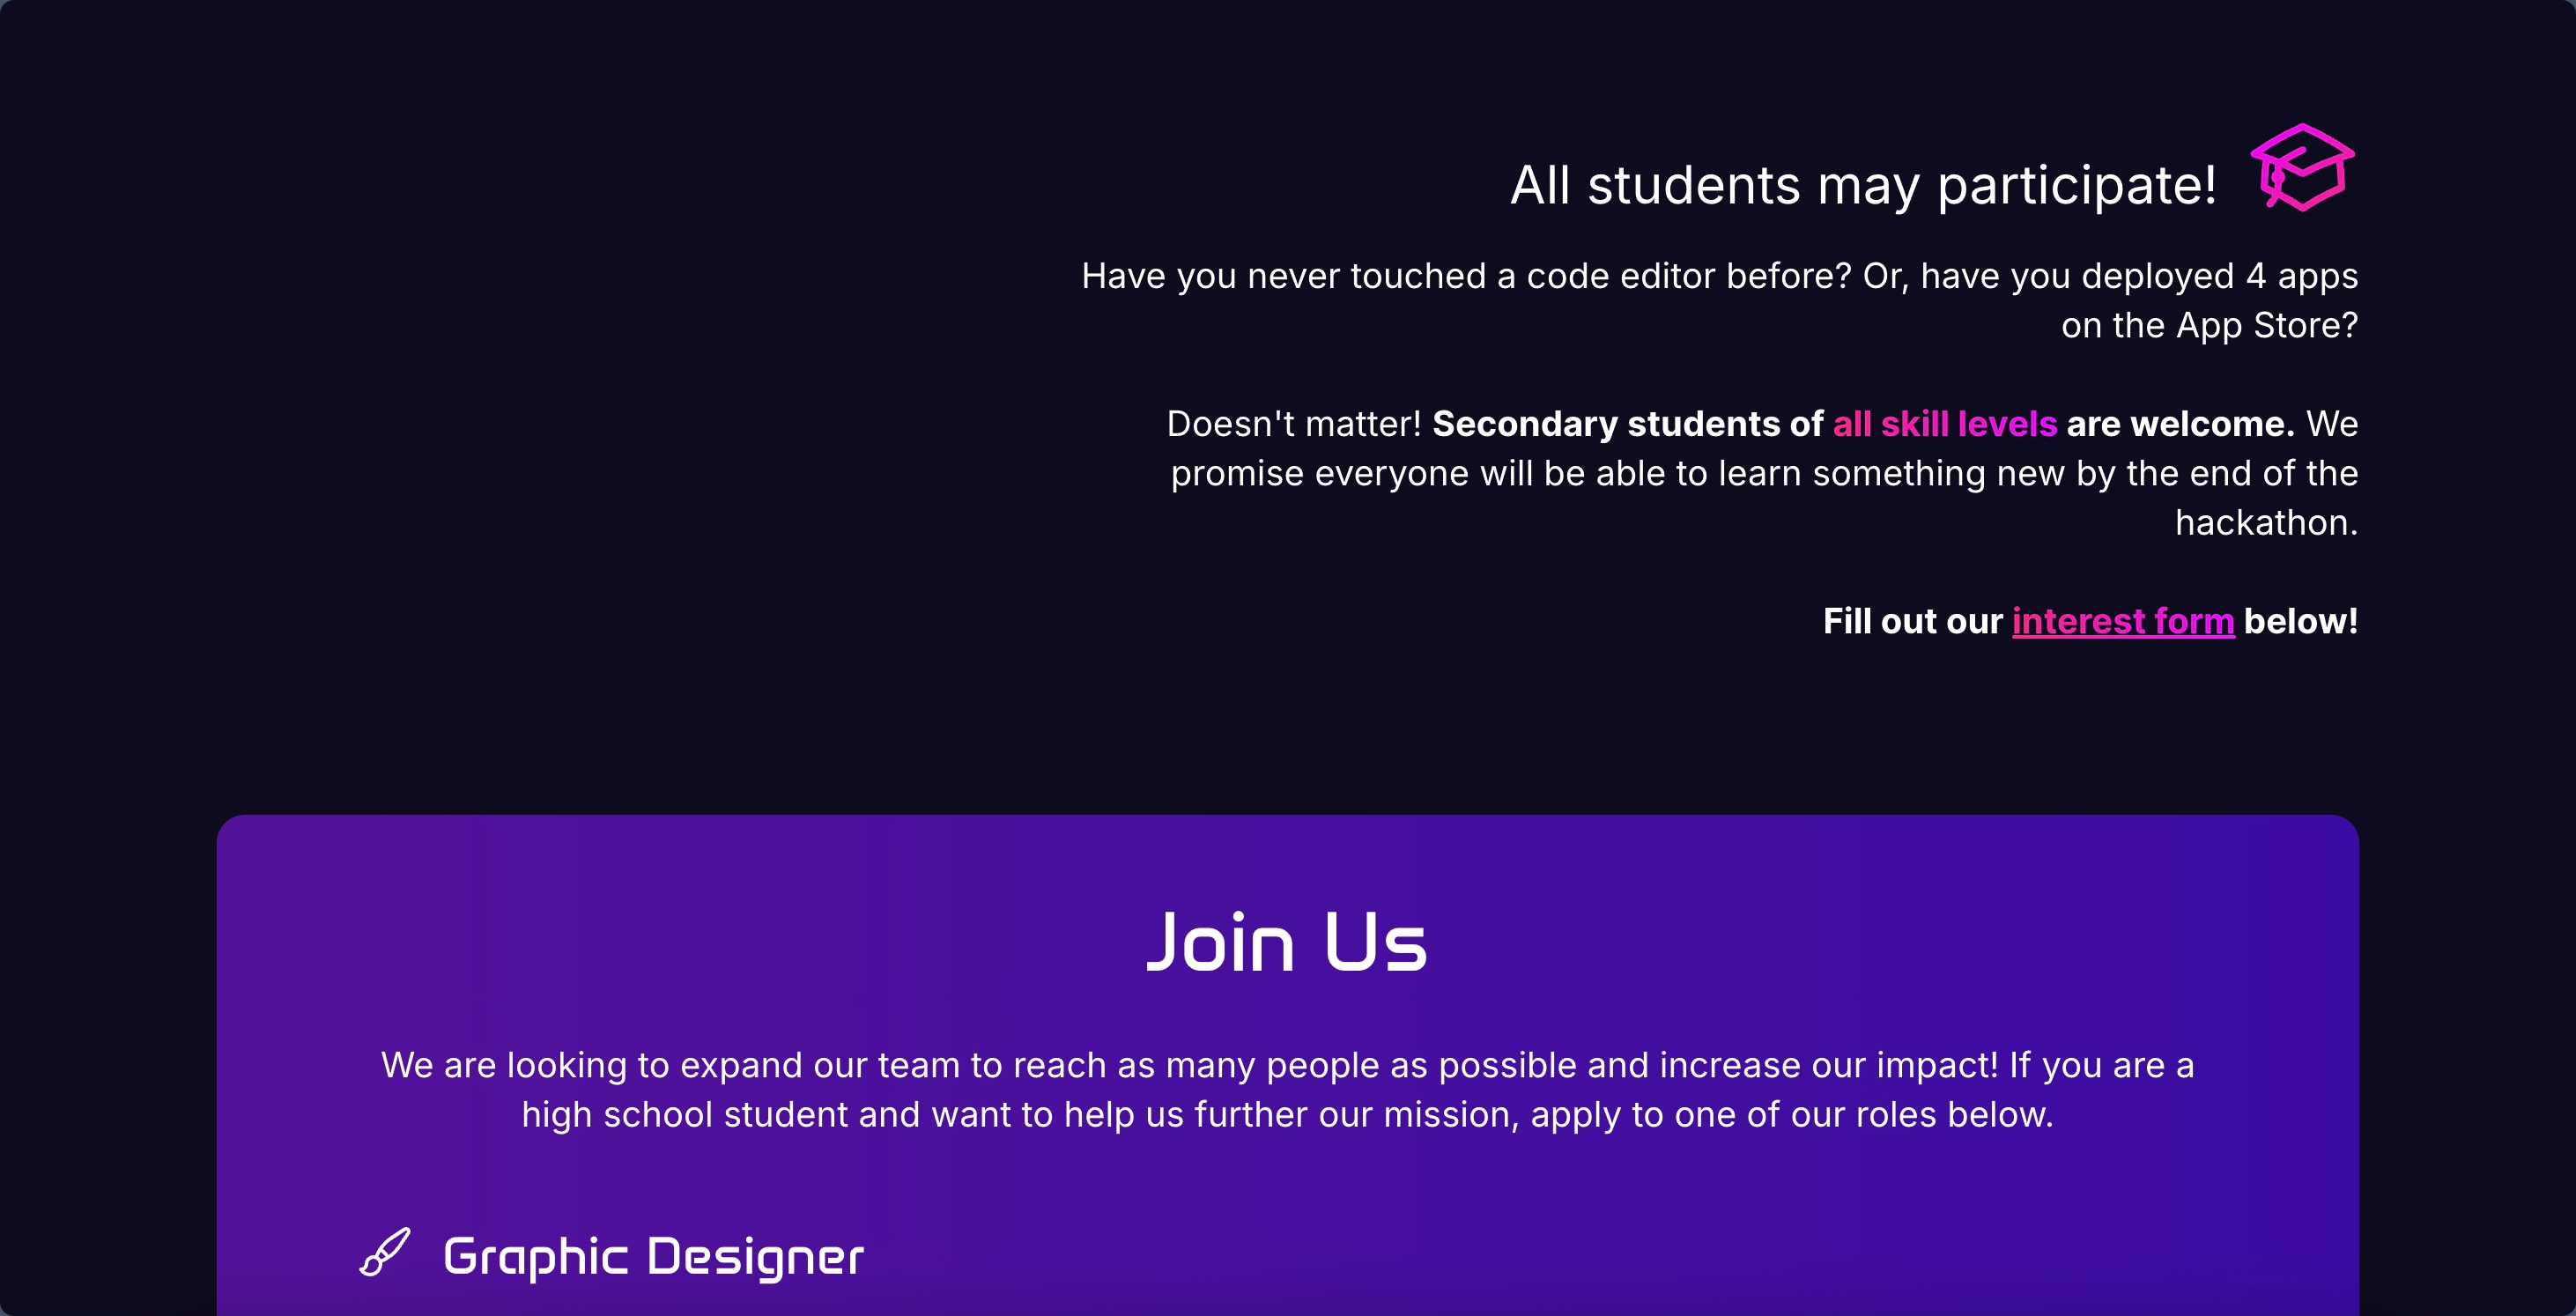 All students may participate!
Have you never touched a code editor before? Or, have you deployed 4 apps
on the App Store?
Doesn't matter! Secondary students of all skill levels are welcome. We
promise everyone will be able to learn something new by the end of the
hackathon.
Fill out our interest form below!
Join Us
We are looking to expand our team to reach as many people as possible and increase our impact! If you are a
high school student and want to help us further our mission, apply to one of our roles below.
Graphic Designer